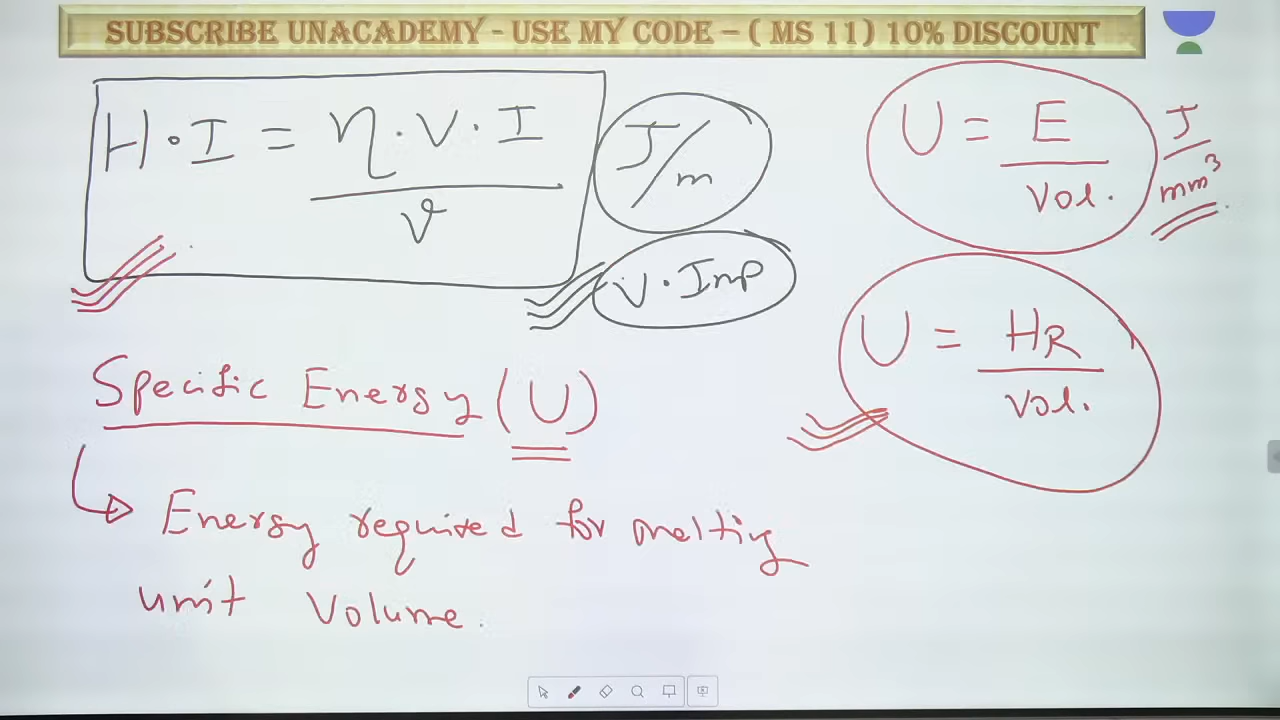 SUBSCRIBE UNACADEMY - USE MY CODE – ( MS 11) 10% DISCOUNT
H·I = η·V·I / v
J/m
V·Imp
U = E / Vol.
J / mm³
U = HR / Vol.
Specific Energy (U)
→ Energy required for melting
unit Volume.